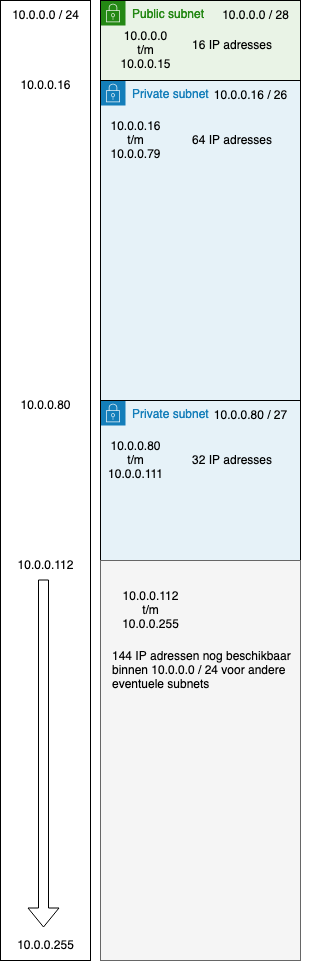 10.0.0.0 / 24
Public subnet 10.0.0.0 / 28
10.0.0.0
t/m
10.0.0.15
16 IP adresses
10.0.0.16
Private subnet 10.0.0.16 / 26
10.0.0.16
t/m
10.0.0.79
64 IP adresses
10.0.0.80
Private subnet 10.0.0.80 / 27
10.0.0.80
t/m
10.0.0.111
32 IP adresses
10.0.0.112
10.0.0.112
t/m
10.0.0.255
144 IP adressen nog beschikbaar
binnen 10.0.0.0 / 24 voor andere
eventuele subnets
10.0.0.255